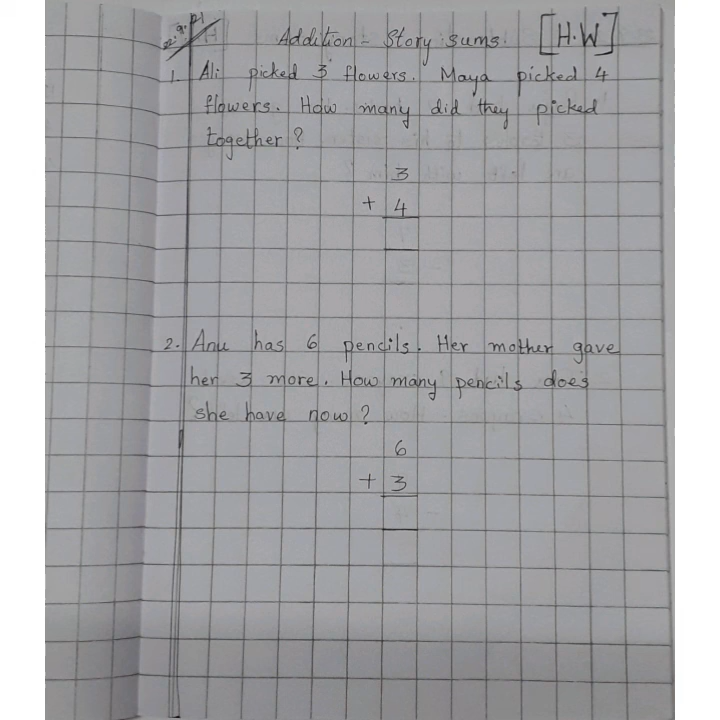 Addition - Story sums. [H.W]
1. Ali picked 3 flowers. Maya picked 4
flowers. How many did they picked
together?
3
+ 4
2. Anu has 6 pencils. Her mother gave
her 3 more. How many pencils does
she have now?
6
+ 3